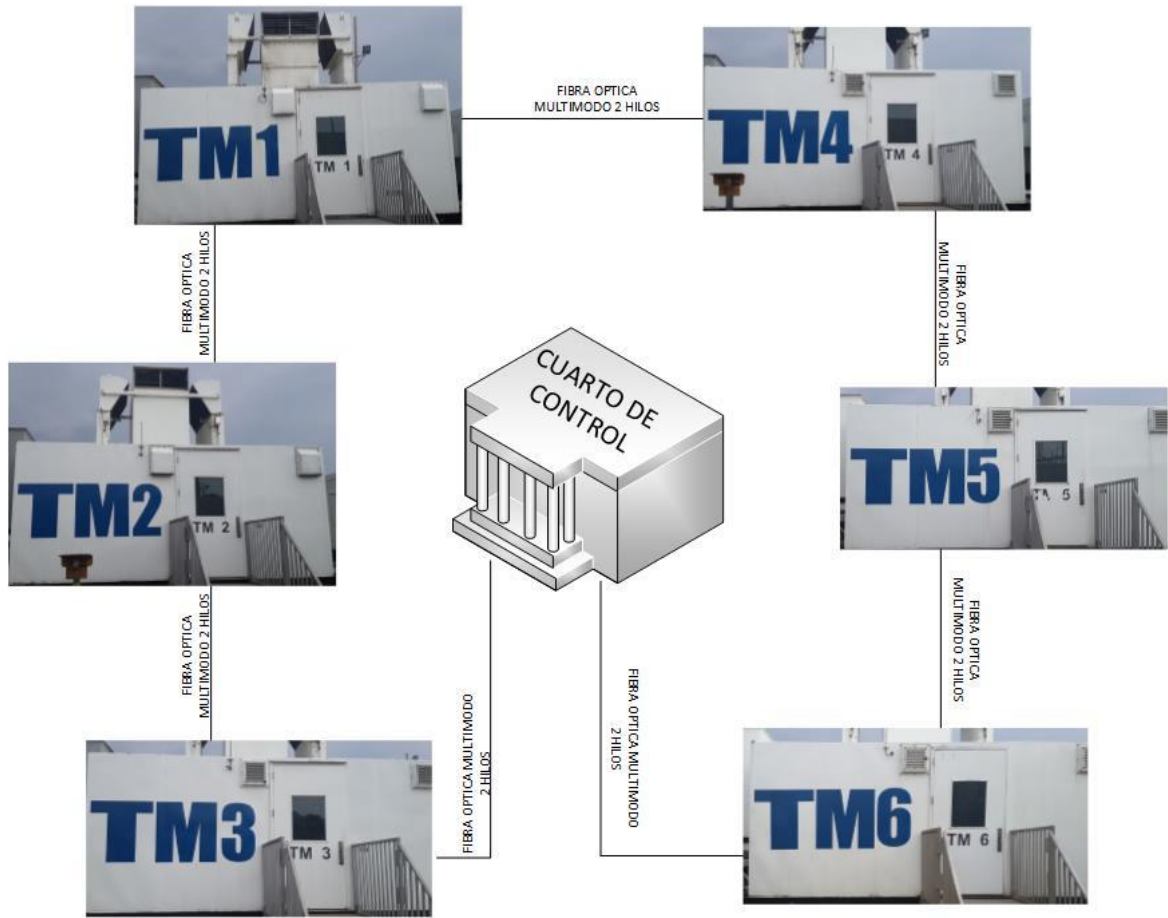 TM1
TM 1
FIBRA OPTICA
MULTIMODO 2 HILOS
TM4
TM 4
FIBRA OPTICA
MULTIMODO 2 HILOS
FIBRA OPTICA
MULTIMODO 2 HILOS
CUARTO DE
CONTROL
TM2
TM 2
TM5
5
FIBRA OPTICA
MULTIMODO 2 HILOS
FIBRA OPTICA
MULTIMODO 2 HILOS
FIBRA OPTICA MULTIMODO
2 HILOS
FIBRA OPTICA MULTIMODO
2 HILOS
TM3
TM 3
TM6
TM 6